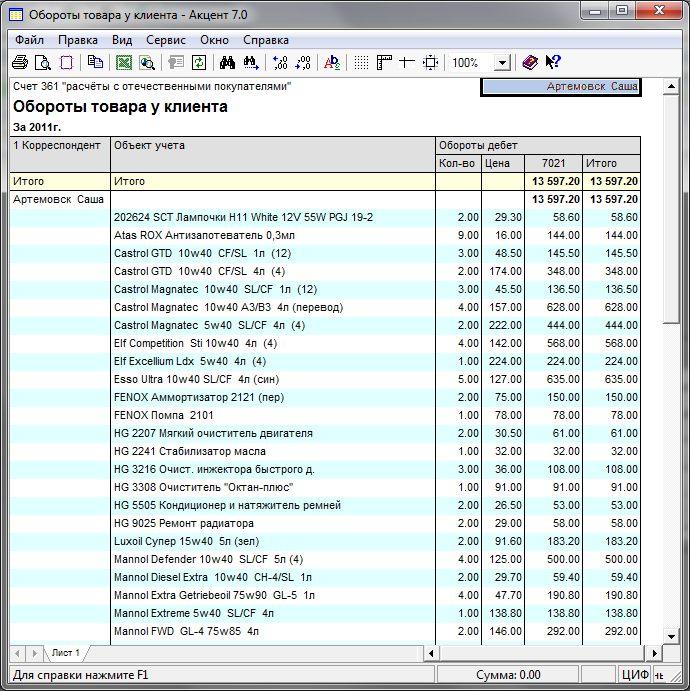 Обороты товара у клиента - Акцент 7.0
Файл Правка Вид Сервис Окно Справка
100%
Счет 361 "расчёты с отечественными покупателями" Артемовск Саша
Обороты товара у клиента
За 2011г.
1 Корреспондент Объект учета Обороты дебет
Кол-во Цена 7021 Итого
Итого Итого 13 597.20 13 597.20
Артемовск Саша 13 597.20 13 597.20
202624 SCT Лампочки H11 White 12V 55W PGJ 19-2 2.00 29.30 58.60 58.60
Atas ROX Антизапотеватель 0,3мл 9.00 16.00 144.00 144.00
Castrol GTD 10w40 CF/SL 1л (12) 3.00 48.50 145.50 145.50
Castrol GTD 10w40 CF/SL 4л (4) 2.00 174.00 348.00 348.00
Castrol Magnatec 10w40 SL/CF 1л (12) 3.00 45.50 136.50 136.50
Castrol Magnatec 10w40 A3/B3 4л (перевод) 4.00 157.00 628.00 628.00
Castrol Magnatec 5w40 SL/CF 4л (4) 2.00 222.00 444.00 444.00
Elf Competition Sti 10w40 4л (4) 4.00 142.00 568.00 568.00
Elf Excellium Ldx 5w40 4л (4) 1.00 224.00 224.00 224.00
Esso Ultra 10w40 SL/CF 4л (син) 5.00 127.00 635.00 635.00
FENOX Аммортизатор 2121 (пер) 2.00 75.00 150.00 150.00
FENOX Помпа 2101 1.00 78.00 78.00 78.00
HG 2207 Мягкий очиститель двигателя 2.00 30.50 61.00 61.00
HG 2241 Стабилизатор масла 1.00 32.00 32.00 32.00
HG 3216 Очист. инжектора быстрого д. 3.00 36.00 108.00 108.00
HG 3308 Очиститель "Октан-плюс" 1.00 91.00 91.00 91.00
HG 5505 Кондиционер и натяжитель ремней 2.00 26.50 53.00 53.00
HG 9025 Ремонт радиатора 2.00 29.00 58.00 58.00
Luxoil Супер 15w40 5л (зел) 2.00 91.60 183.20 183.20
Mannol Defender 10w40 SL/CF 5л (4) 4.00 125.00 500.00 500.00
Mannol Diesel Extra 10w40 CH-4/SL 1л 2.00 29.70 59.40 59.40
Mannol Extra Getriebeoil 75w90 GL-5 1л 4.00 47.70 190.80 190.80
Mannol Extreme 5w40 SL/CF 4л 1.00 138.80 138.80 138.80
Mannol FWD GL-4 75w85 4л 2.00 146.00 292.00 292.00
Лист 1
Для справки нажмите F1 Сумма: 0.00 ЦИФ